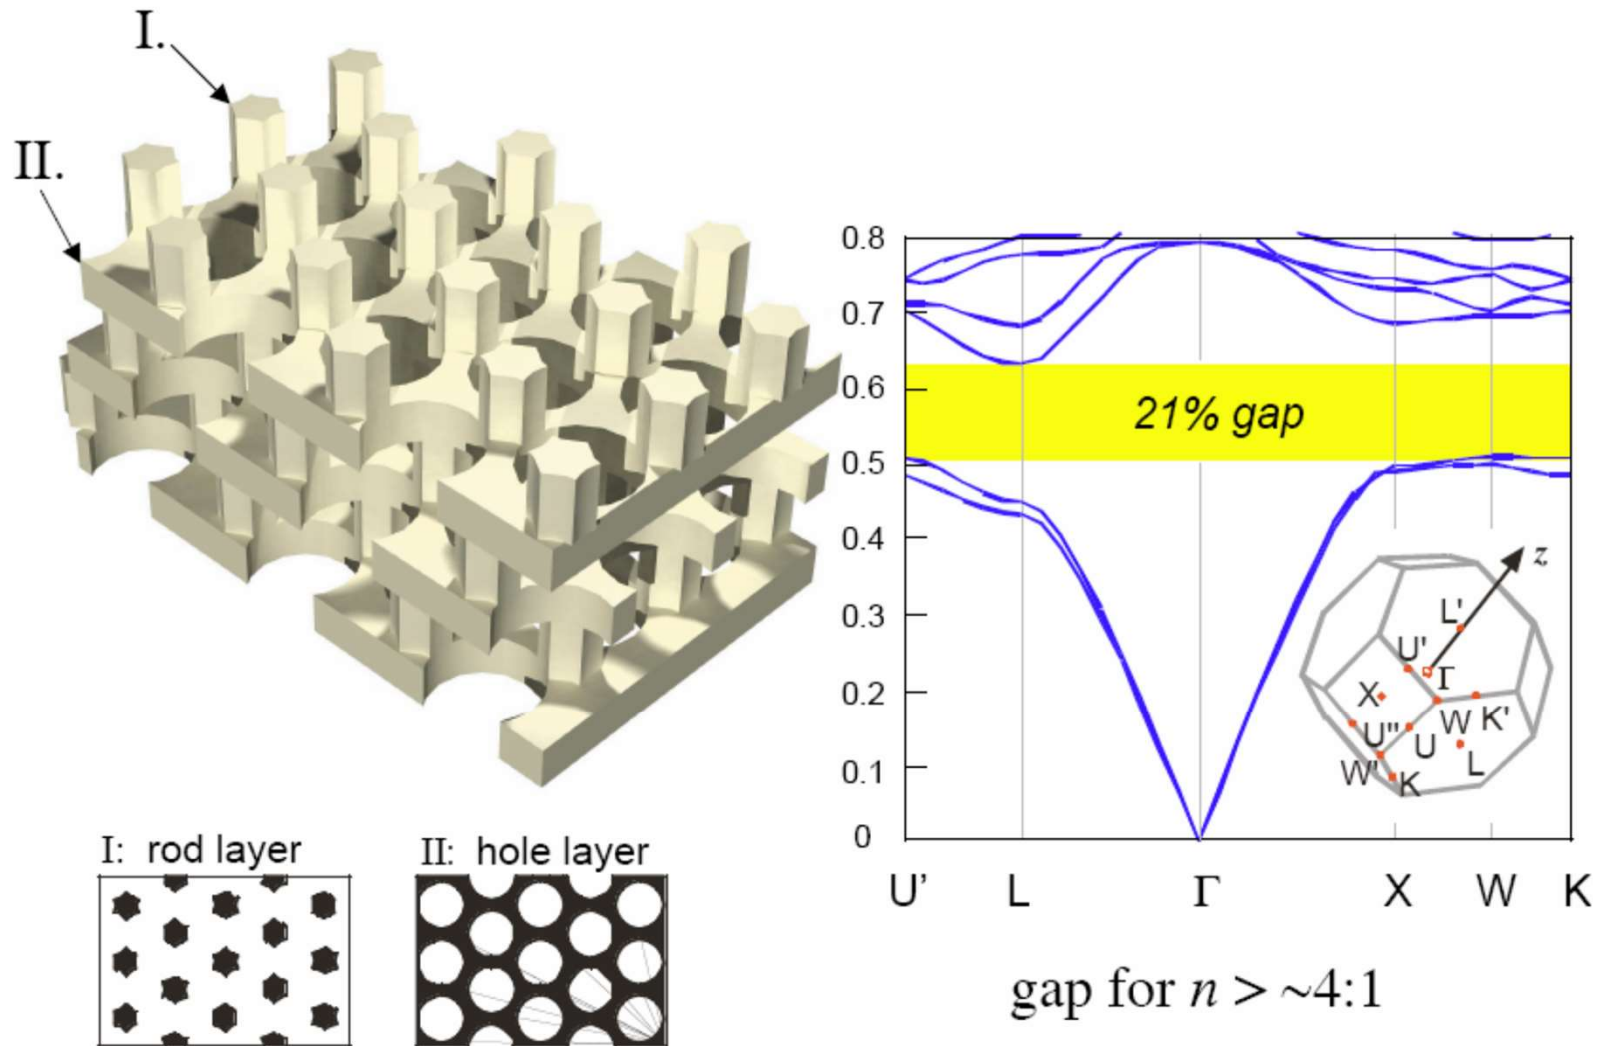 I.
II.
I: rod layer
II: hole layer
0.8
0.7
0.6
0.5
0.4
0.3
0.2
0.1
0
21% gap
z
L'
U'
Γ
X
W
K'
U''
U
L
W'
K
U’
L
Γ
X
W
K
gap for n > ~4:1